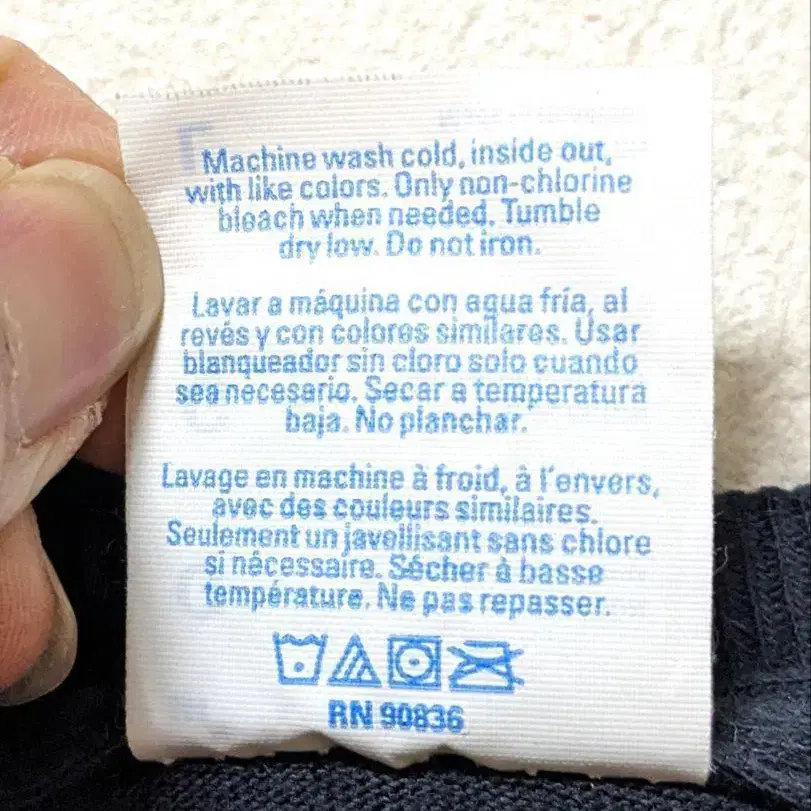 Machine wash cold, inside out,
with like colors. Only non-chlorine
bleach when needed. Tumble
dry low. Do not iron.
Lavar a máquina con agua fría, al
revés y con colores similares. Usar
blanqueador sin cloro solo cuando
sea necesario. Secar a temperatura
baja. No planchar.
Lavage en machine à froid, à l'envers,
avec des couleurs similaires.
Seulement un javellisant sans chlore
si nécessaire. Sécher à basse
température. Ne pas repasser.
RN 90836